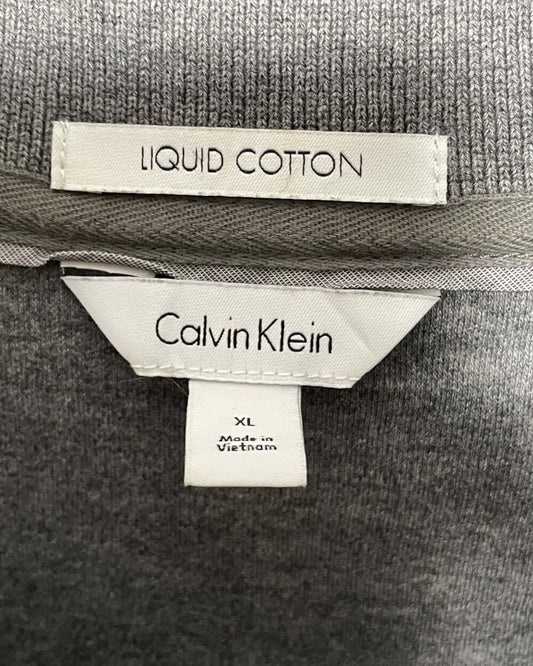 LIQUID COTTON
Calvin Klein
XL
Made in
Vietnam